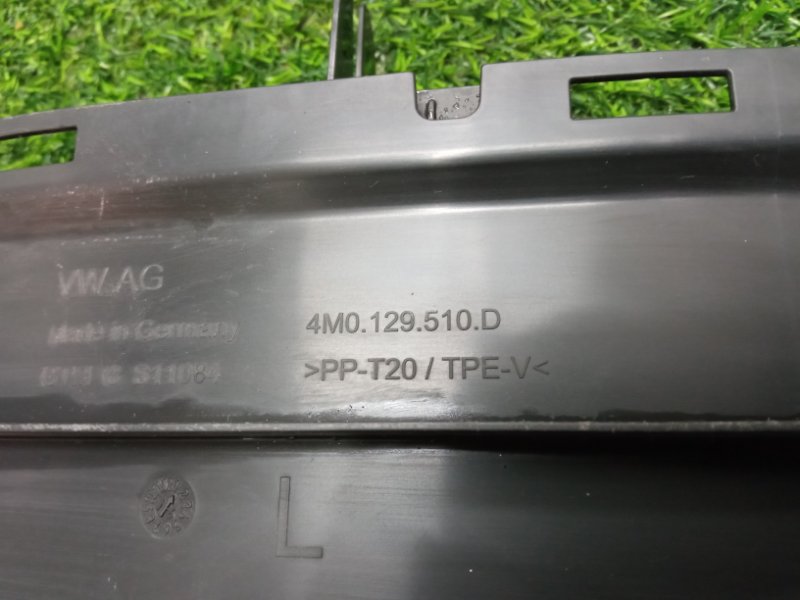 VW AG
Made in Germany
4M0.129.510.D
>PP-T20 / TPE-V<
L